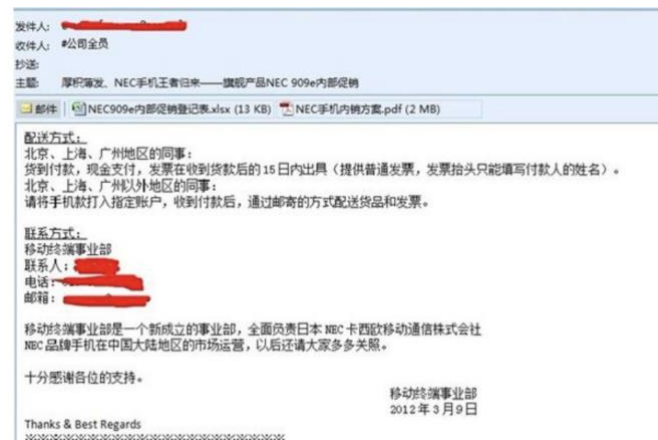 发件人：
收件人： #公司全员
抄送：
主题： 厚积薄发、NEC手机王者归来——旗舰产品NEC 909e内部促销
邮件 NEC909e内部促销登记表.xlsx (13 KB) NEC手机内销方案.pdf (2 MB)
配送方式：
北京、上海、广州地区的同事：
货到付款，现金支付，发票在收到货款后的15日内出具（提供普通发票，发票抬头只能填写付款人的姓名）。
北京、上海、广州以外地区的同事：
请将手机款打入指定账户，收到付款后，通过邮寄的方式配送货品和发票。
联系方式：
移动终端事业部
联系人：
电话：
邮箱：
移动终端事业部是一个新成立的事业部，全面负责日本 NEC 卡西欧移动通信株式会社
NEC 品牌手机在中国大陆地区的市场运营，以后还请大家多多关照。
十分感谢各位的支持。
移动终端事业部
2012 年 3 月 9 日
Thanks & Best Regards